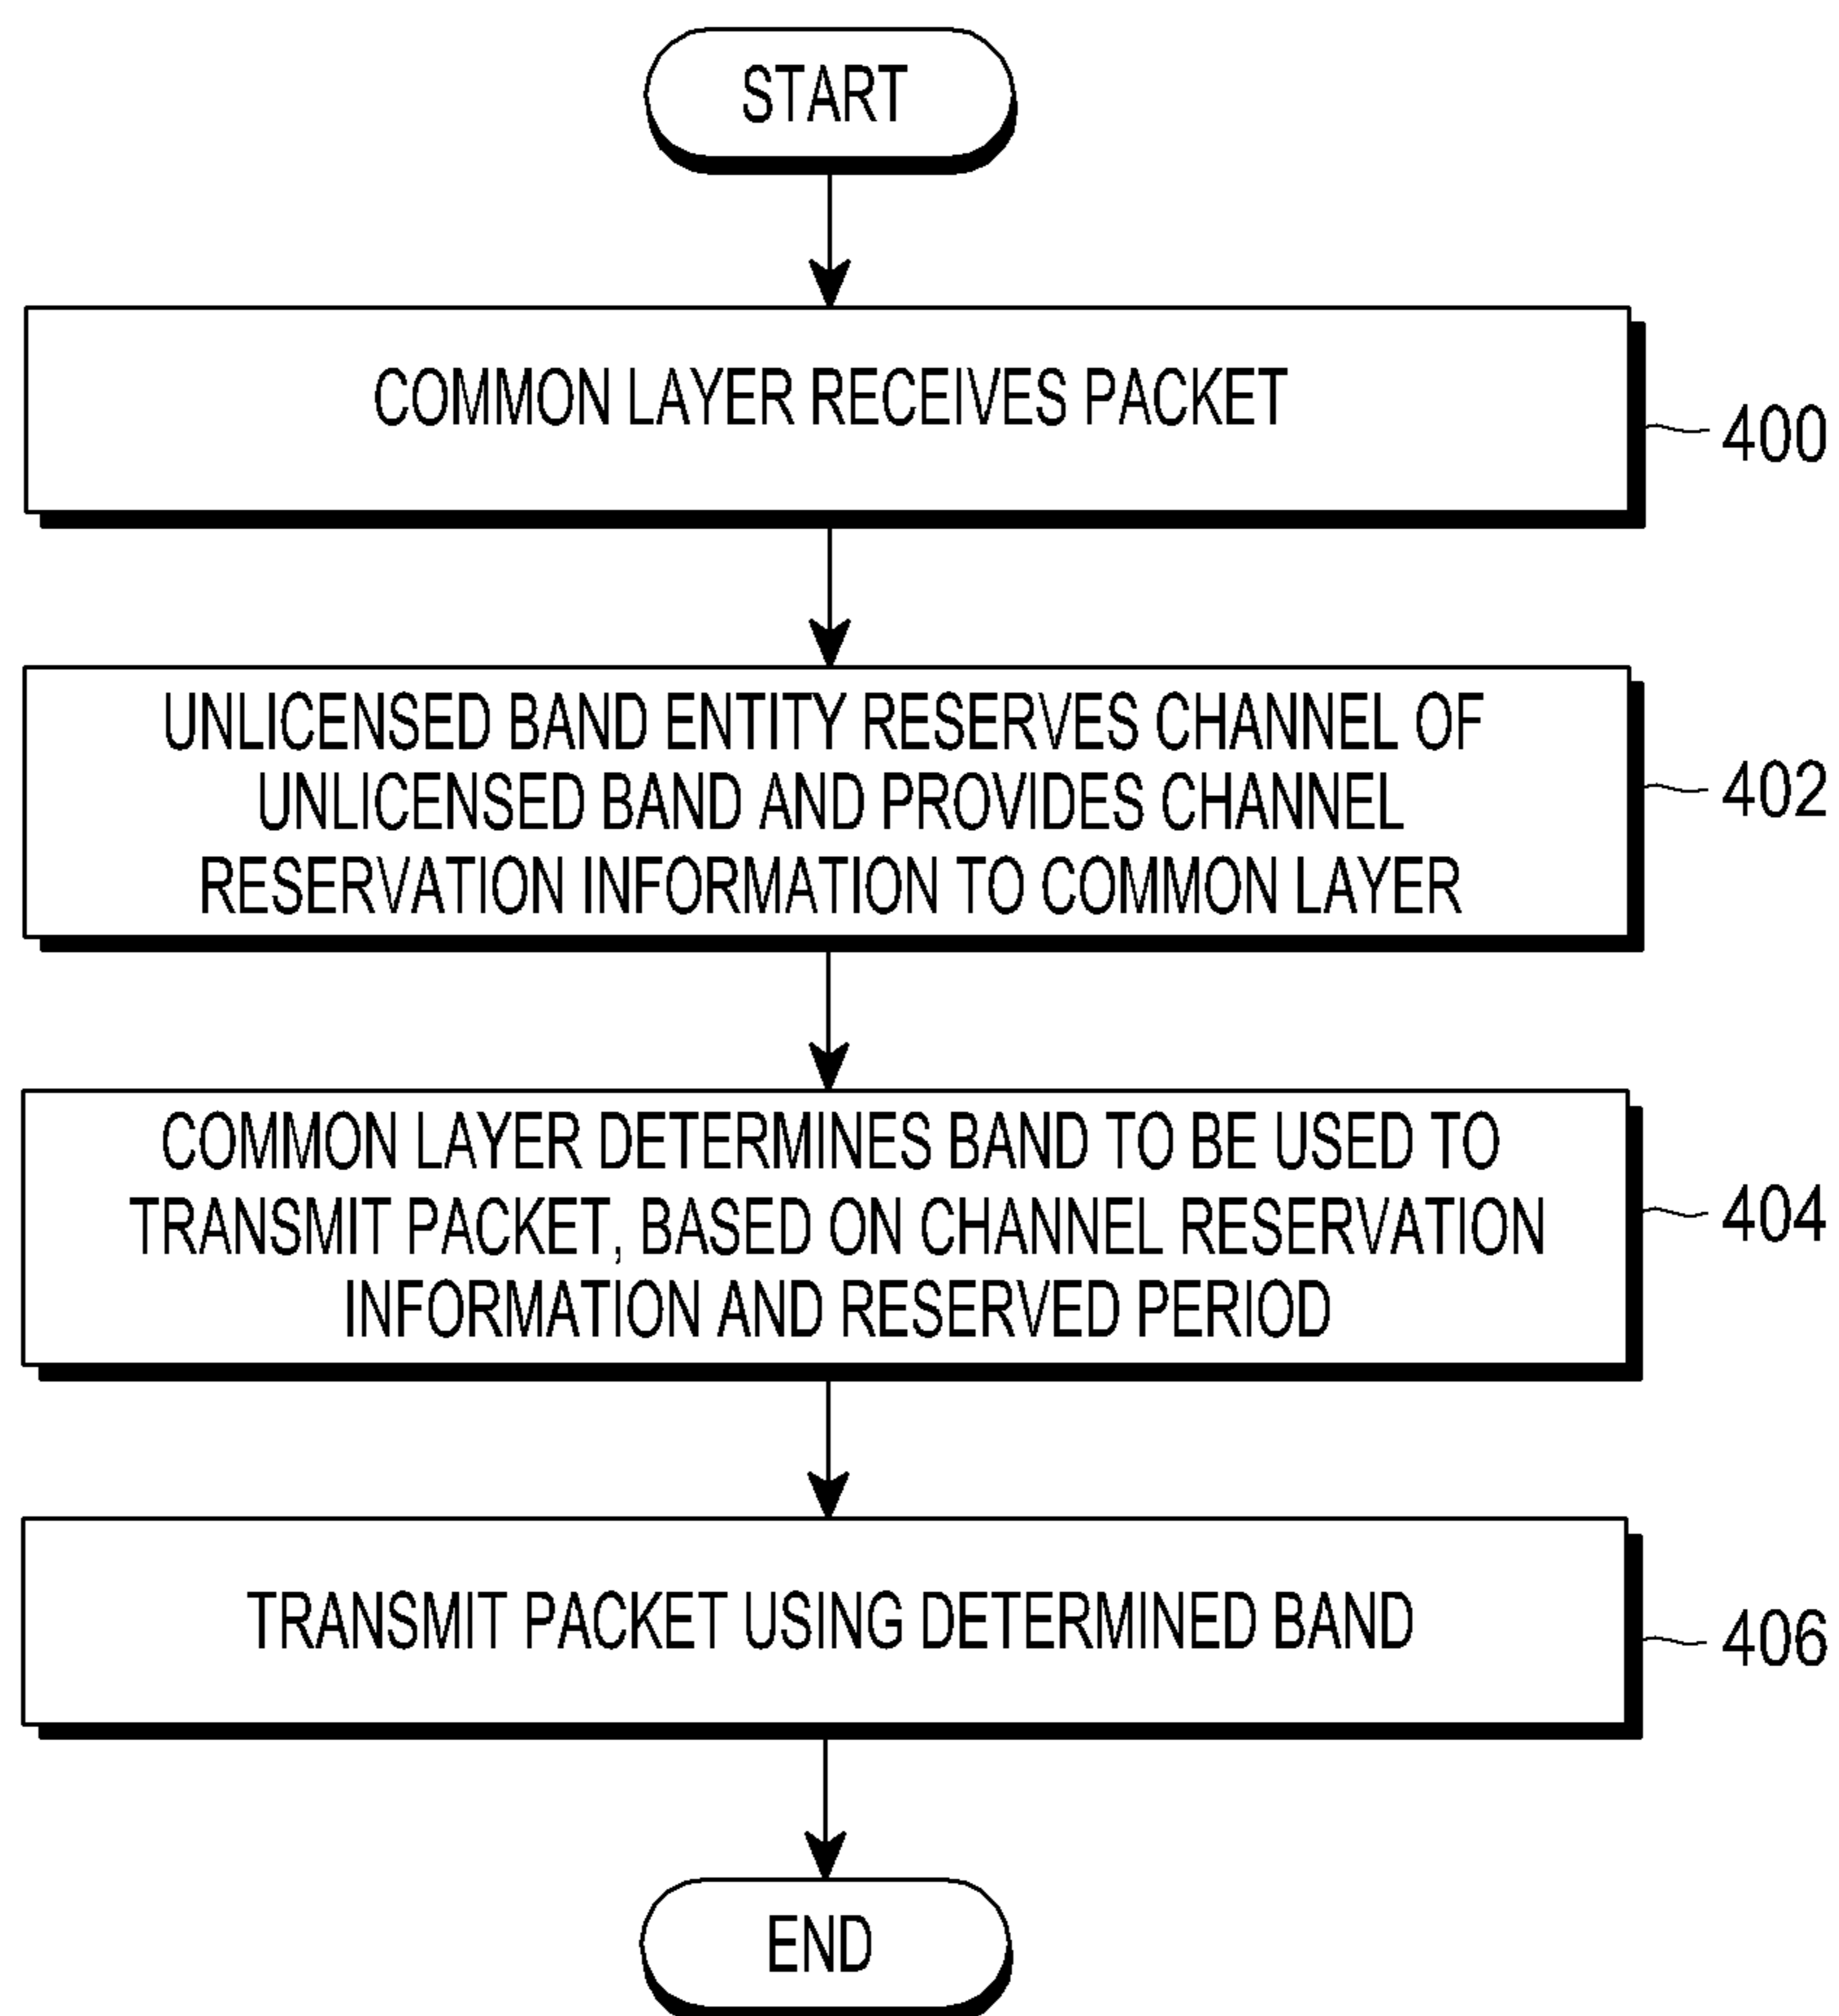 START
COMMON LAYER RECEIVES PACKET
400
UNLICENSED BAND ENTITY RESERVES CHANNEL OF
UNLICENSED BAND AND PROVIDES CHANNEL
RESERVATION INFORMATION TO COMMON LAYER
402
COMMON LAYER DETERMINES BAND TO BE USED TO
TRANSMIT PACKET, BASED ON CHANNEL RESERVATION
INFORMATION AND RESERVED PERIOD
404
TRANSMIT PACKET USING DETERMINED BAND
406
END